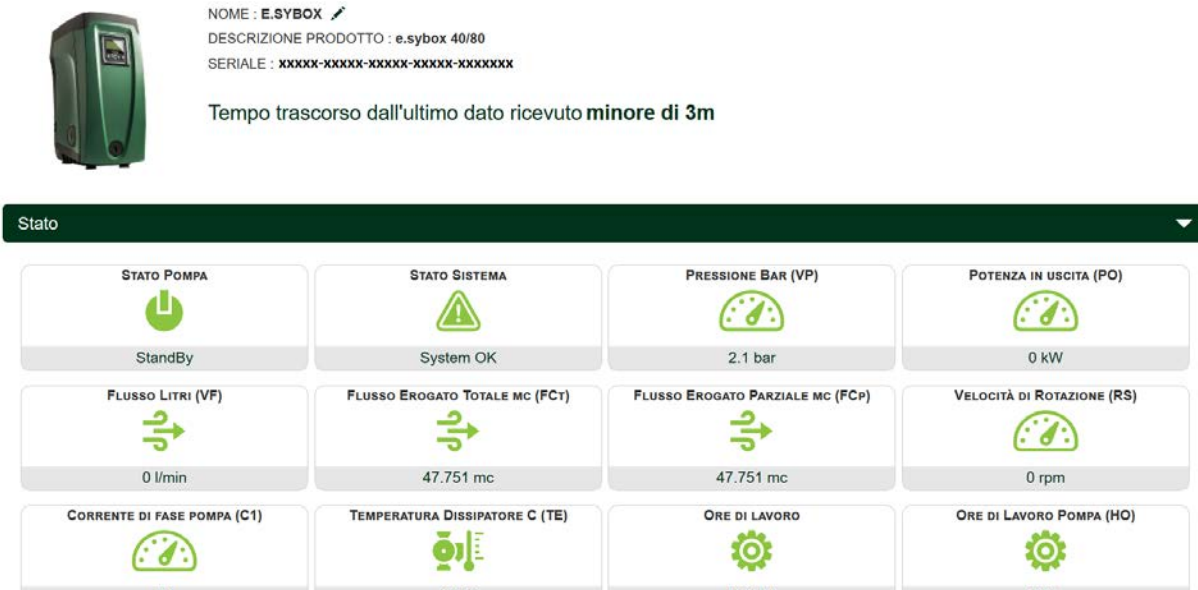 NOME : E.SYBOX
DESCRIZIONE PRODOTTO : e.sybox 40/80
SERIALE : xxxxx-xxxxx-xxxxx-xxxxx-xxxxxxx
Tempo trascorso dall'ultimo dato ricevuto minore di 3m
Stato
STATO POMPA
StandBy
STATO SISTEMA
System OK
PRESSIONE BAR (VP)
2.1 bar
POTENZA IN USCITA (PO)
0 kW
FLUSSO LITRI (VF)
0 l/min
FLUSSO EROGATO TOTALE MC (FCT)
47.751 mc
FLUSSO EROGATO PARZIALE MC (FCP)
47.751 mc
VELOCITÀ DI ROTAZIONE (RS)
0 rpm
CORRENTE DI FASE POMPA (C1)
TEMPERATURA DISSIPATORE C (TE)
ORE DI LAVORO
ORE DI LAVORO POMPA (HO)